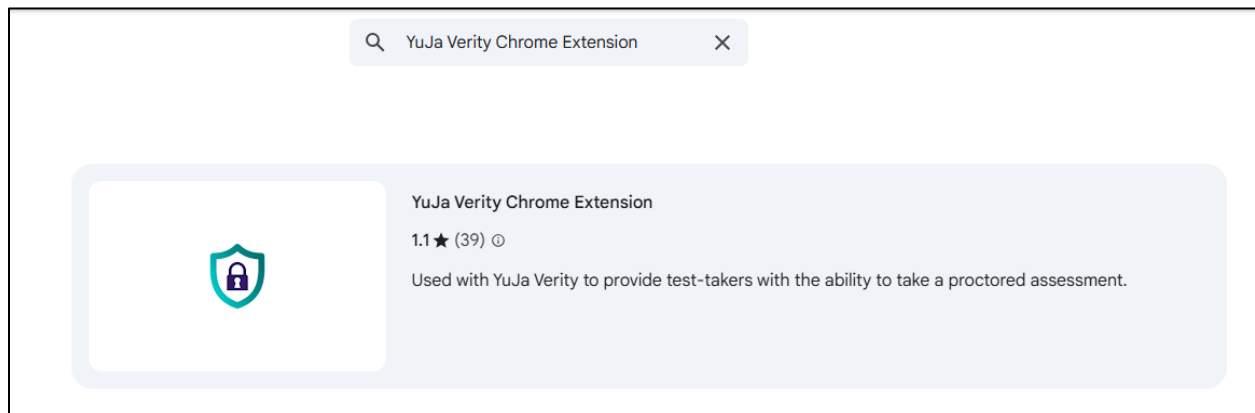 YuJa Verity Chrome Extension
YuJa Verity Chrome Extension
1.1★ (39)
Used with YuJa Verity to provide test-takers with the ability to take a proctored assessment.